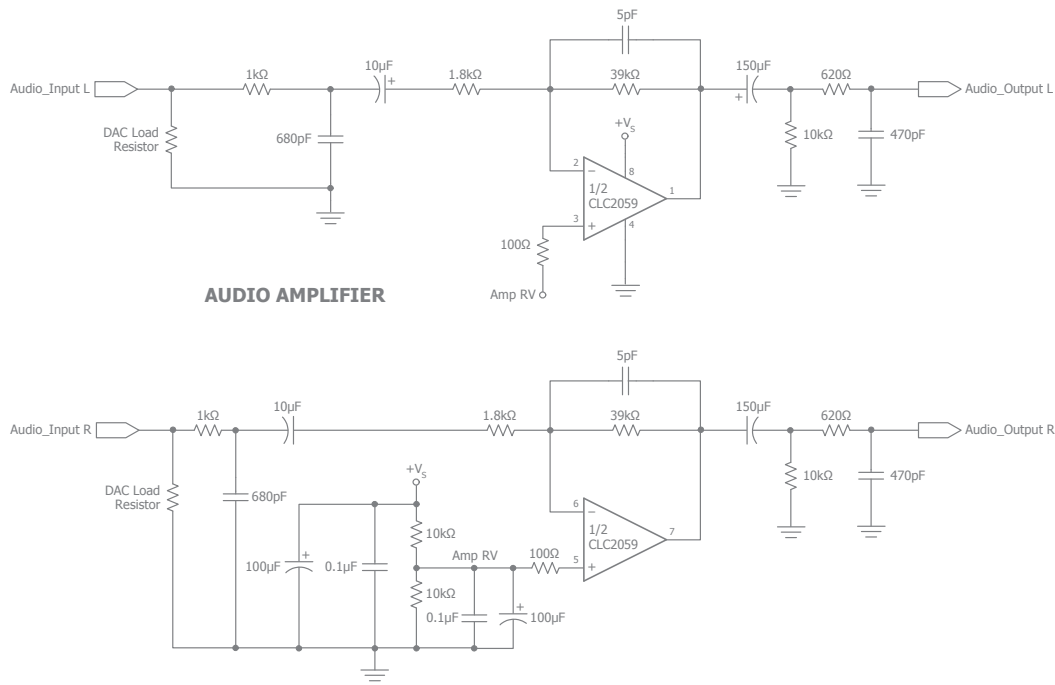 5pF
1kΩ
10µF
+
1.8kΩ
39kΩ
150µF
+
620Ω
Audio_Input L
Audio_Output L
DAC Load
Resistor
680pF
+VS
10kΩ
470pF
2
−
8
1/2
CLC2059
1
3
+
4
100Ω
Amp RV
AUDIO AMPLIFIER
5pF
1kΩ
10µF
1.8kΩ
39kΩ
150µF
620Ω
Audio_Input R
Audio_Output R
DAC Load
Resistor
680pF
+VS
10kΩ
470pF
6
−
1/2
CLC2059
7
10kΩ
Amp RV
100Ω
5
+
+
100µF
0.1µF
10kΩ
0.1µF
+
100µF